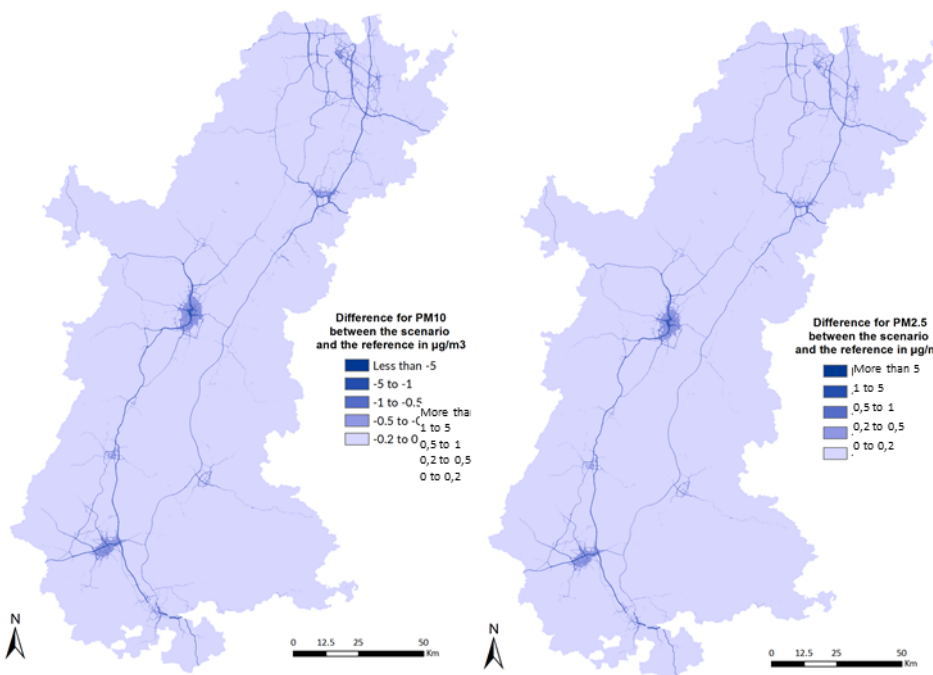 Difference for PM10
between the scenario
and the reference in µg/m3
Less than -5
-5 to -1
-1 to -0.5
-0.5 to
-0.2 to 0
More than
1 to 5
0,5 to 1
0,2 to 0,5
0 to 0,2
N
0 12.5 25 50
Km
Difference for PM2.5
between the scenario
and the reference in µg/m
More than 5
1 to 5
0,5 to 1
0,2 to 0,5
0 to 0,2
N
0 12.5 25 50
Km